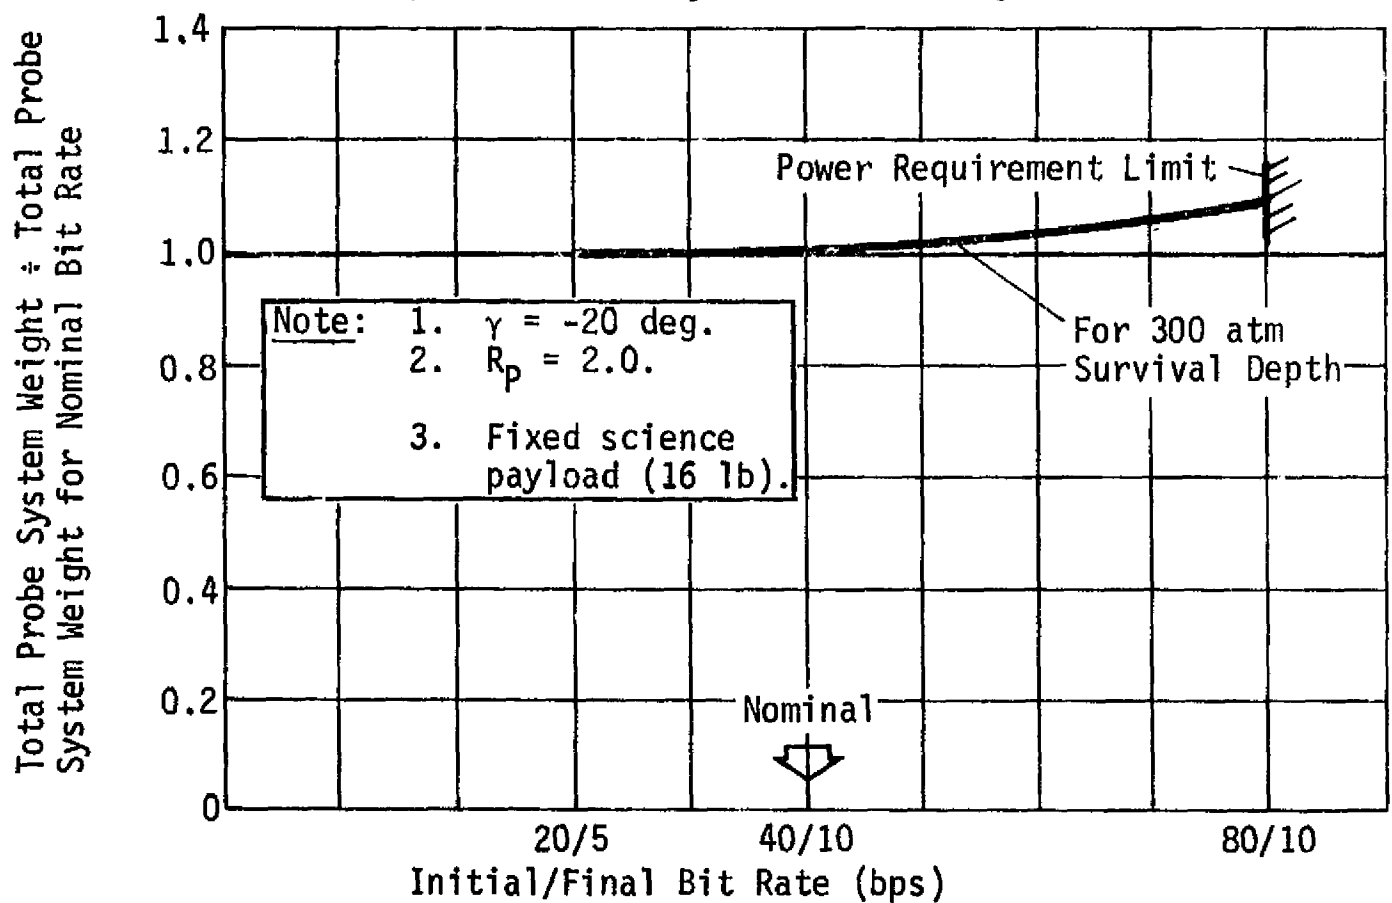 Total Probe System Weight ÷ Total Probe
System Weight for Nominal Bit Rate
1.4
1.2
1.0
0.8
0.6
0.4
0.2
0
Power Requirement Limit
For 300 atm
Survival Depth
Note: 1. γ = -20 deg.
2. Rp = 2.0.
3. Fixed science
payload (16 lb).
Nominal
20/5 40/10 80/10
Initial/Final Bit Rate (bps)